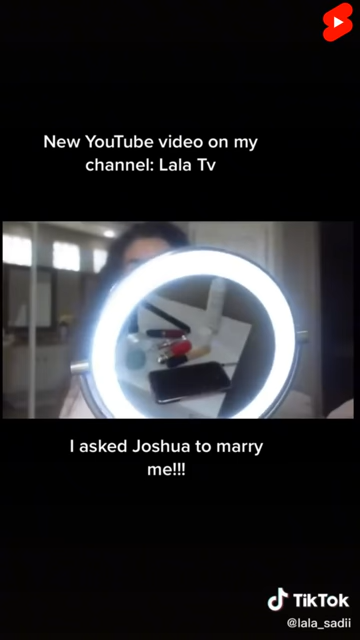 New YouTube video on my
channel: Lala Tv
I asked Joshua to marry
me!!!
TikTok
@lala_sadii